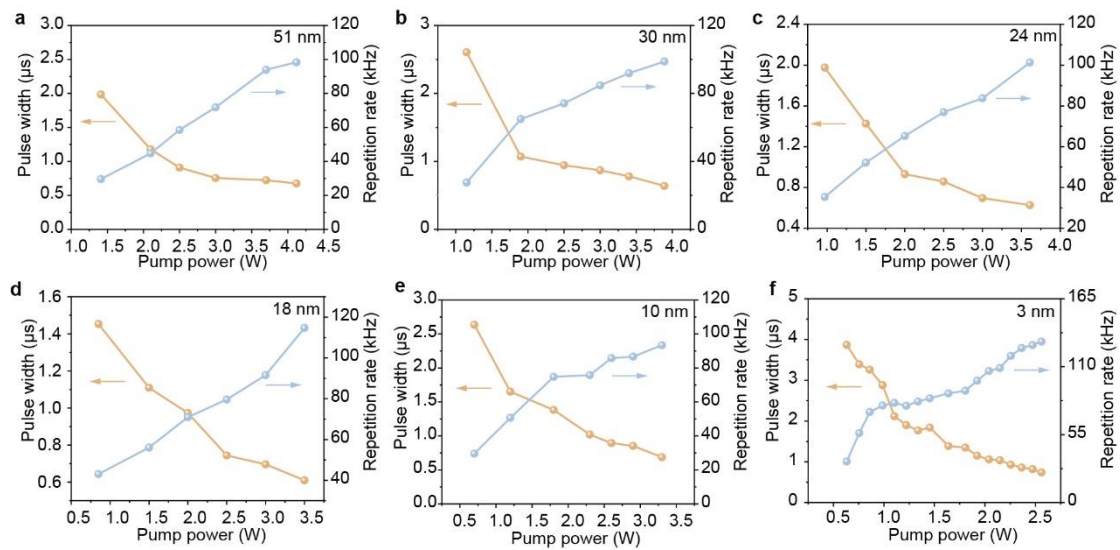 a
51 nm
Pulse width (μs)
3.0
2.5
2.0
1.5
1.0
0.5
0.0
1.0 1.5 2.0 2.5 3.0 3.5 4.0 4.5
Pump power (W)
120
100
80
60
40
20
0
Repetition rate (kHz)
b
30 nm
Pulse width (μs)
3
2
1
0
1.0 1.5 2.0 2.5 3.0 3.5 4.0
Pump power (W)
120
100
80
60
40
20
0
Repetition rate (kHz)
c
24 nm
Pulse width (μs)
2.4
2.0
1.6
1.2
0.8
0.4
1.0 1.5 2.0 2.5 3.0 3.5 4.0
Pump power (W)
120
100
80
60
40
20
Repetition rate (kHz)
d
18 nm
Pulse width (μs)
1.6
1.4
1.2
1.0
0.8
0.6
0.5 1.0 1.5 2.0 2.5 3.0 3.5
Pump power (W)
120
100
80
60
40
Repetition rate (kHz)
e
10 nm
Pulse width (μs)
3.0
2.5
2.0
1.5
1.0
0.5
0.0
0.5 1.0 1.5 2.0 2.5 3.0 3.5
Pump power (W)
120
100
80
60
40
20
0
Repetition rate (kHz)
f
3 nm
Pulse width (μs)
5
4
3
2
1
0
0.5 1.0 1.5 2.0 2.5
Pump power (W)
165
110
55
0
Repetition rate (kHz)